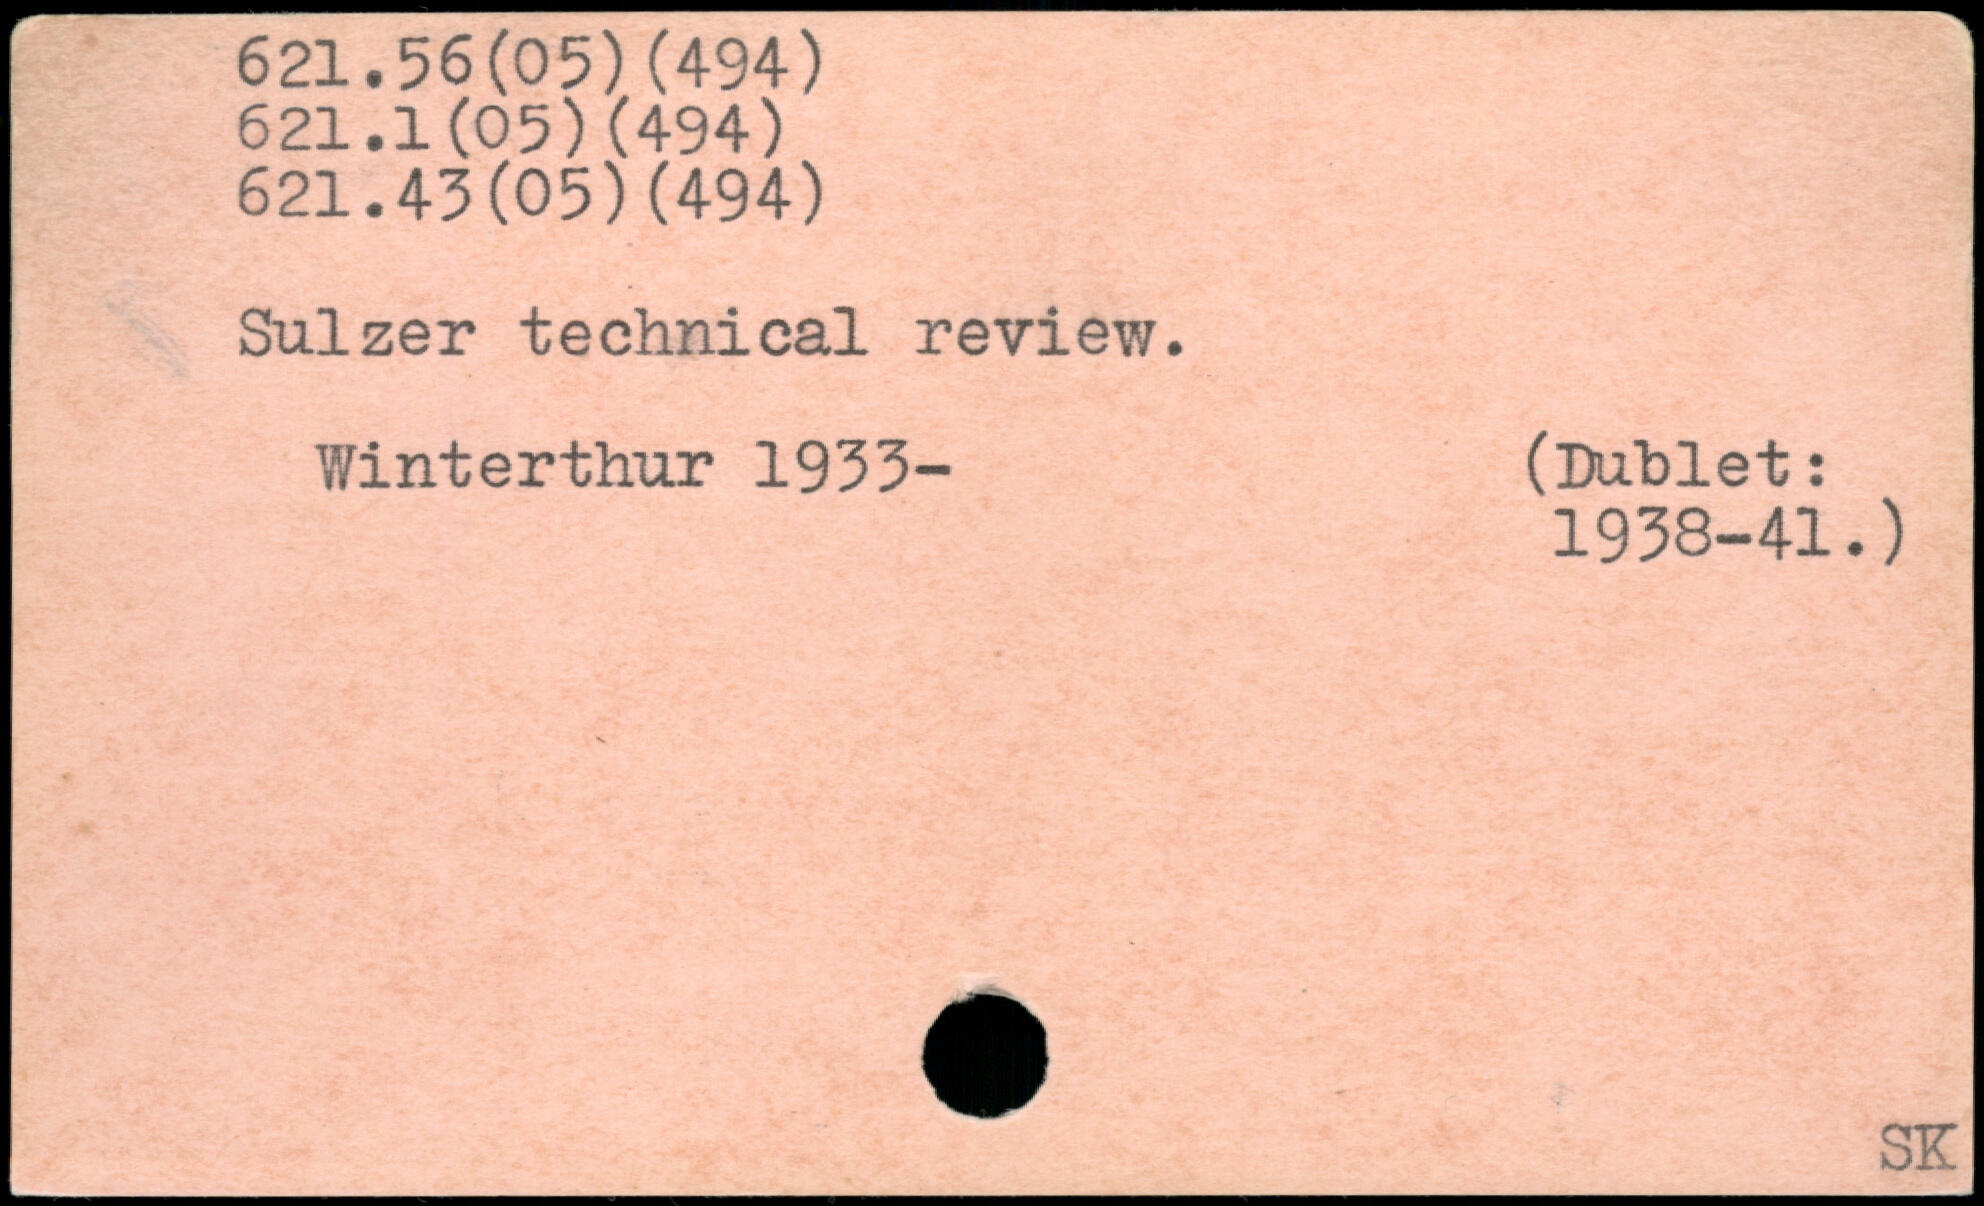 621.56(05)(494)
621.1(05)(494)
621.43(05)(494)
Sulzer technical review.
Winterthur 1933-
(Dublet:
1938-41.)
SK